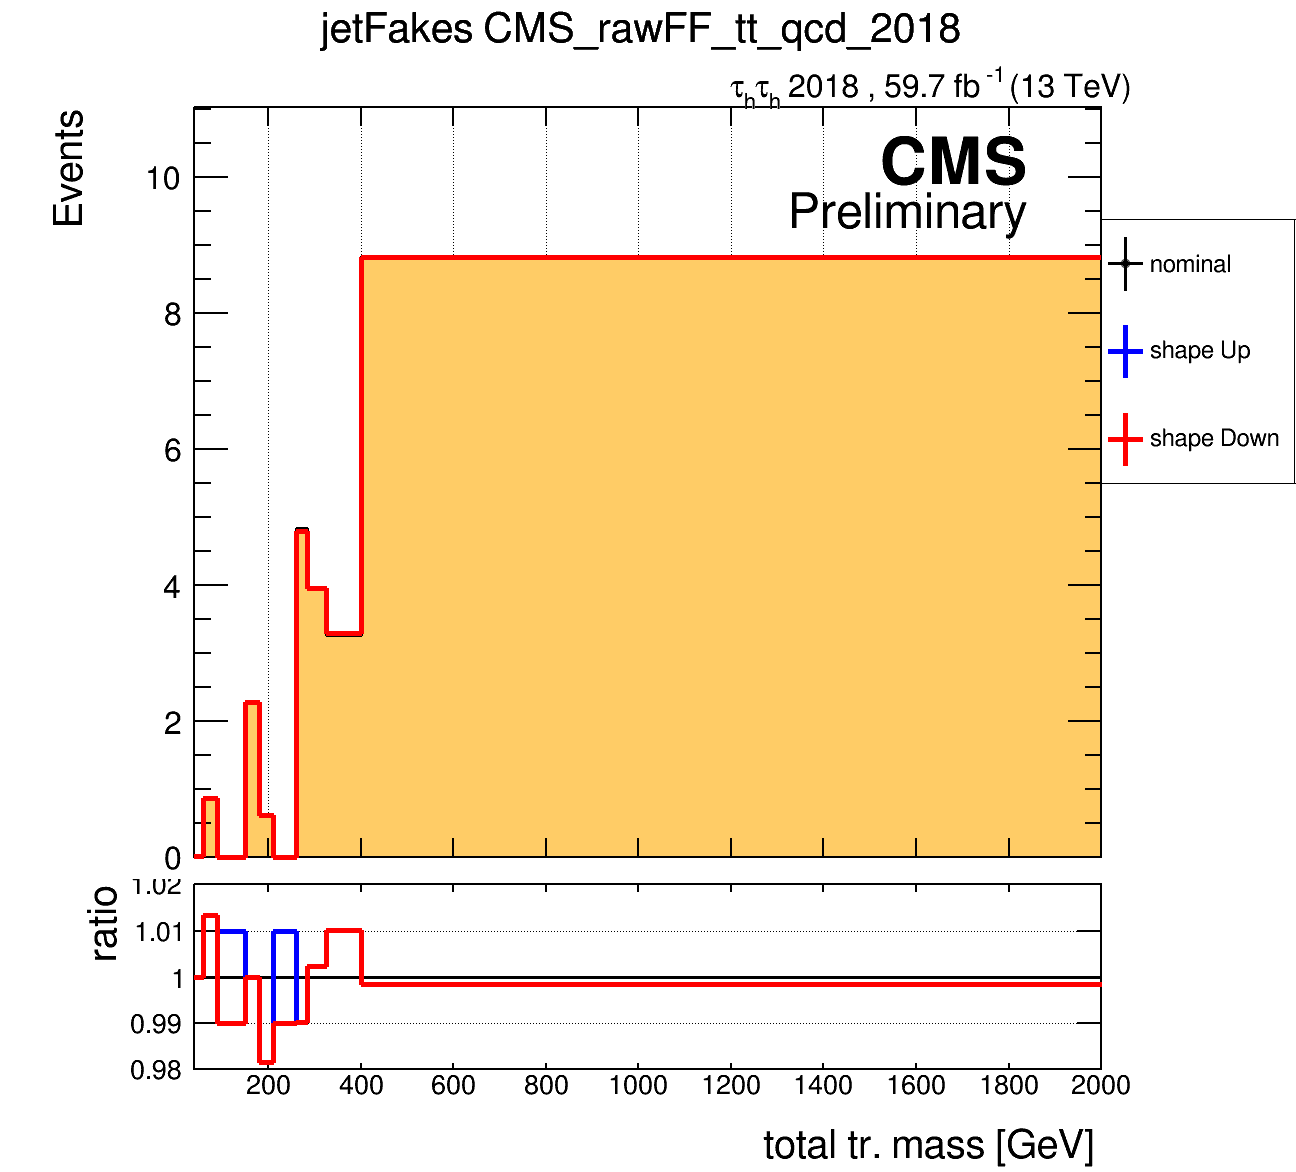 jetFakes CMS_rawFF_tt_qcd_2018
τhτh 2018 , 59.7 fb-1 (13 TeV)
Events
CMS
Preliminary
10
8
6
4
2
0
nominal
shape Up
shape Down
ratio
1.02
1.01
1
0.99
0.98
200 400 600 800 1000 1200 1400 1600 1800 2000
total tr. mass [GeV]